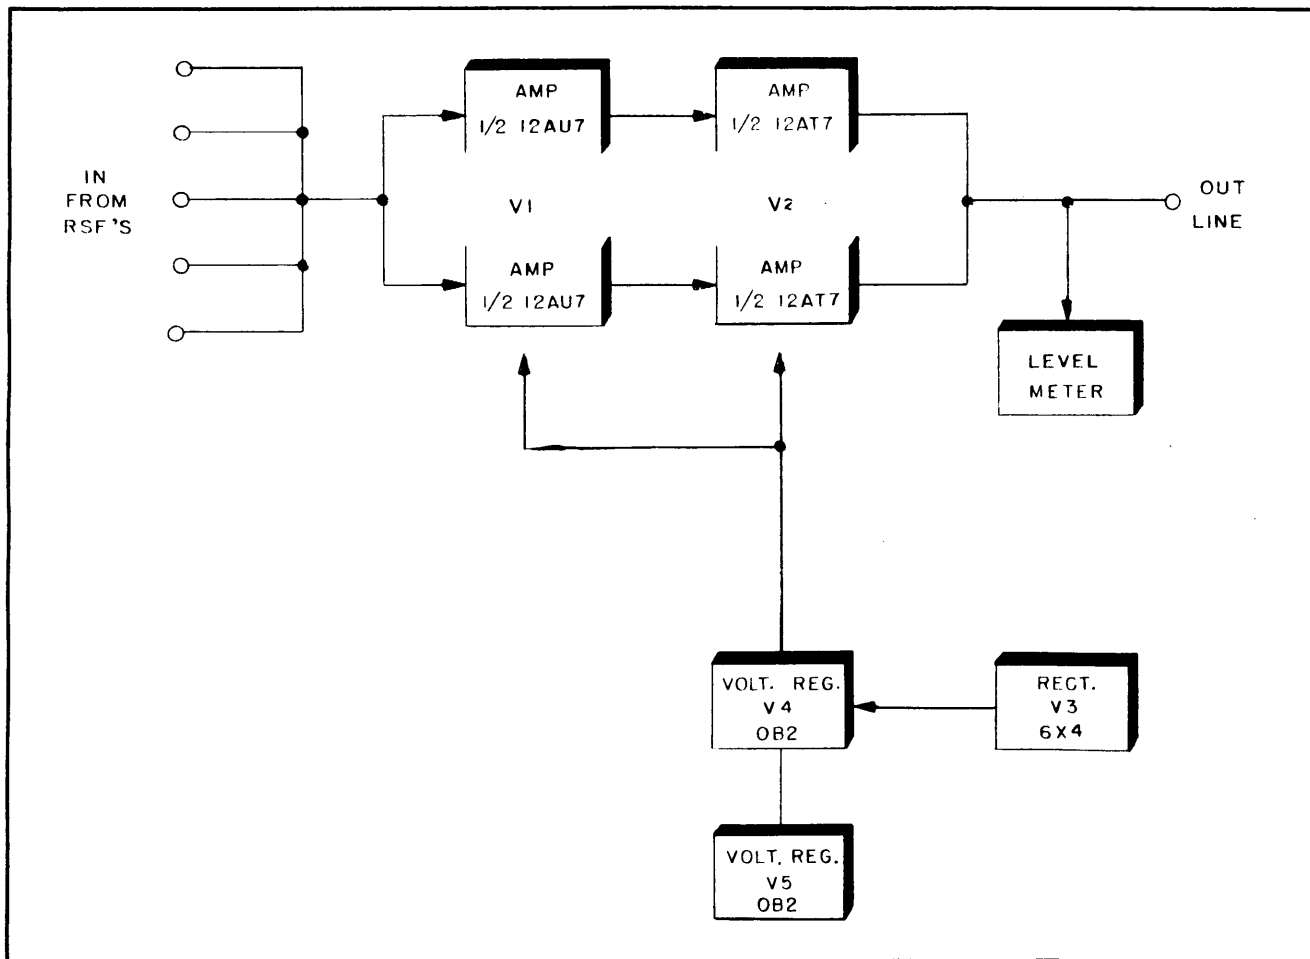 IN
FROM
RSF'S
AMP
1/2 12AU7
AMP
1/2 12AT7
V1
V2
AMP
1/2 12AU7
AMP
1/2 12AT7
OUT
LINE
LEVEL
METER
VOLT. REG.
V4
OB2
RECT.
V3
6X4
VOLT. REG.
V5
OB2